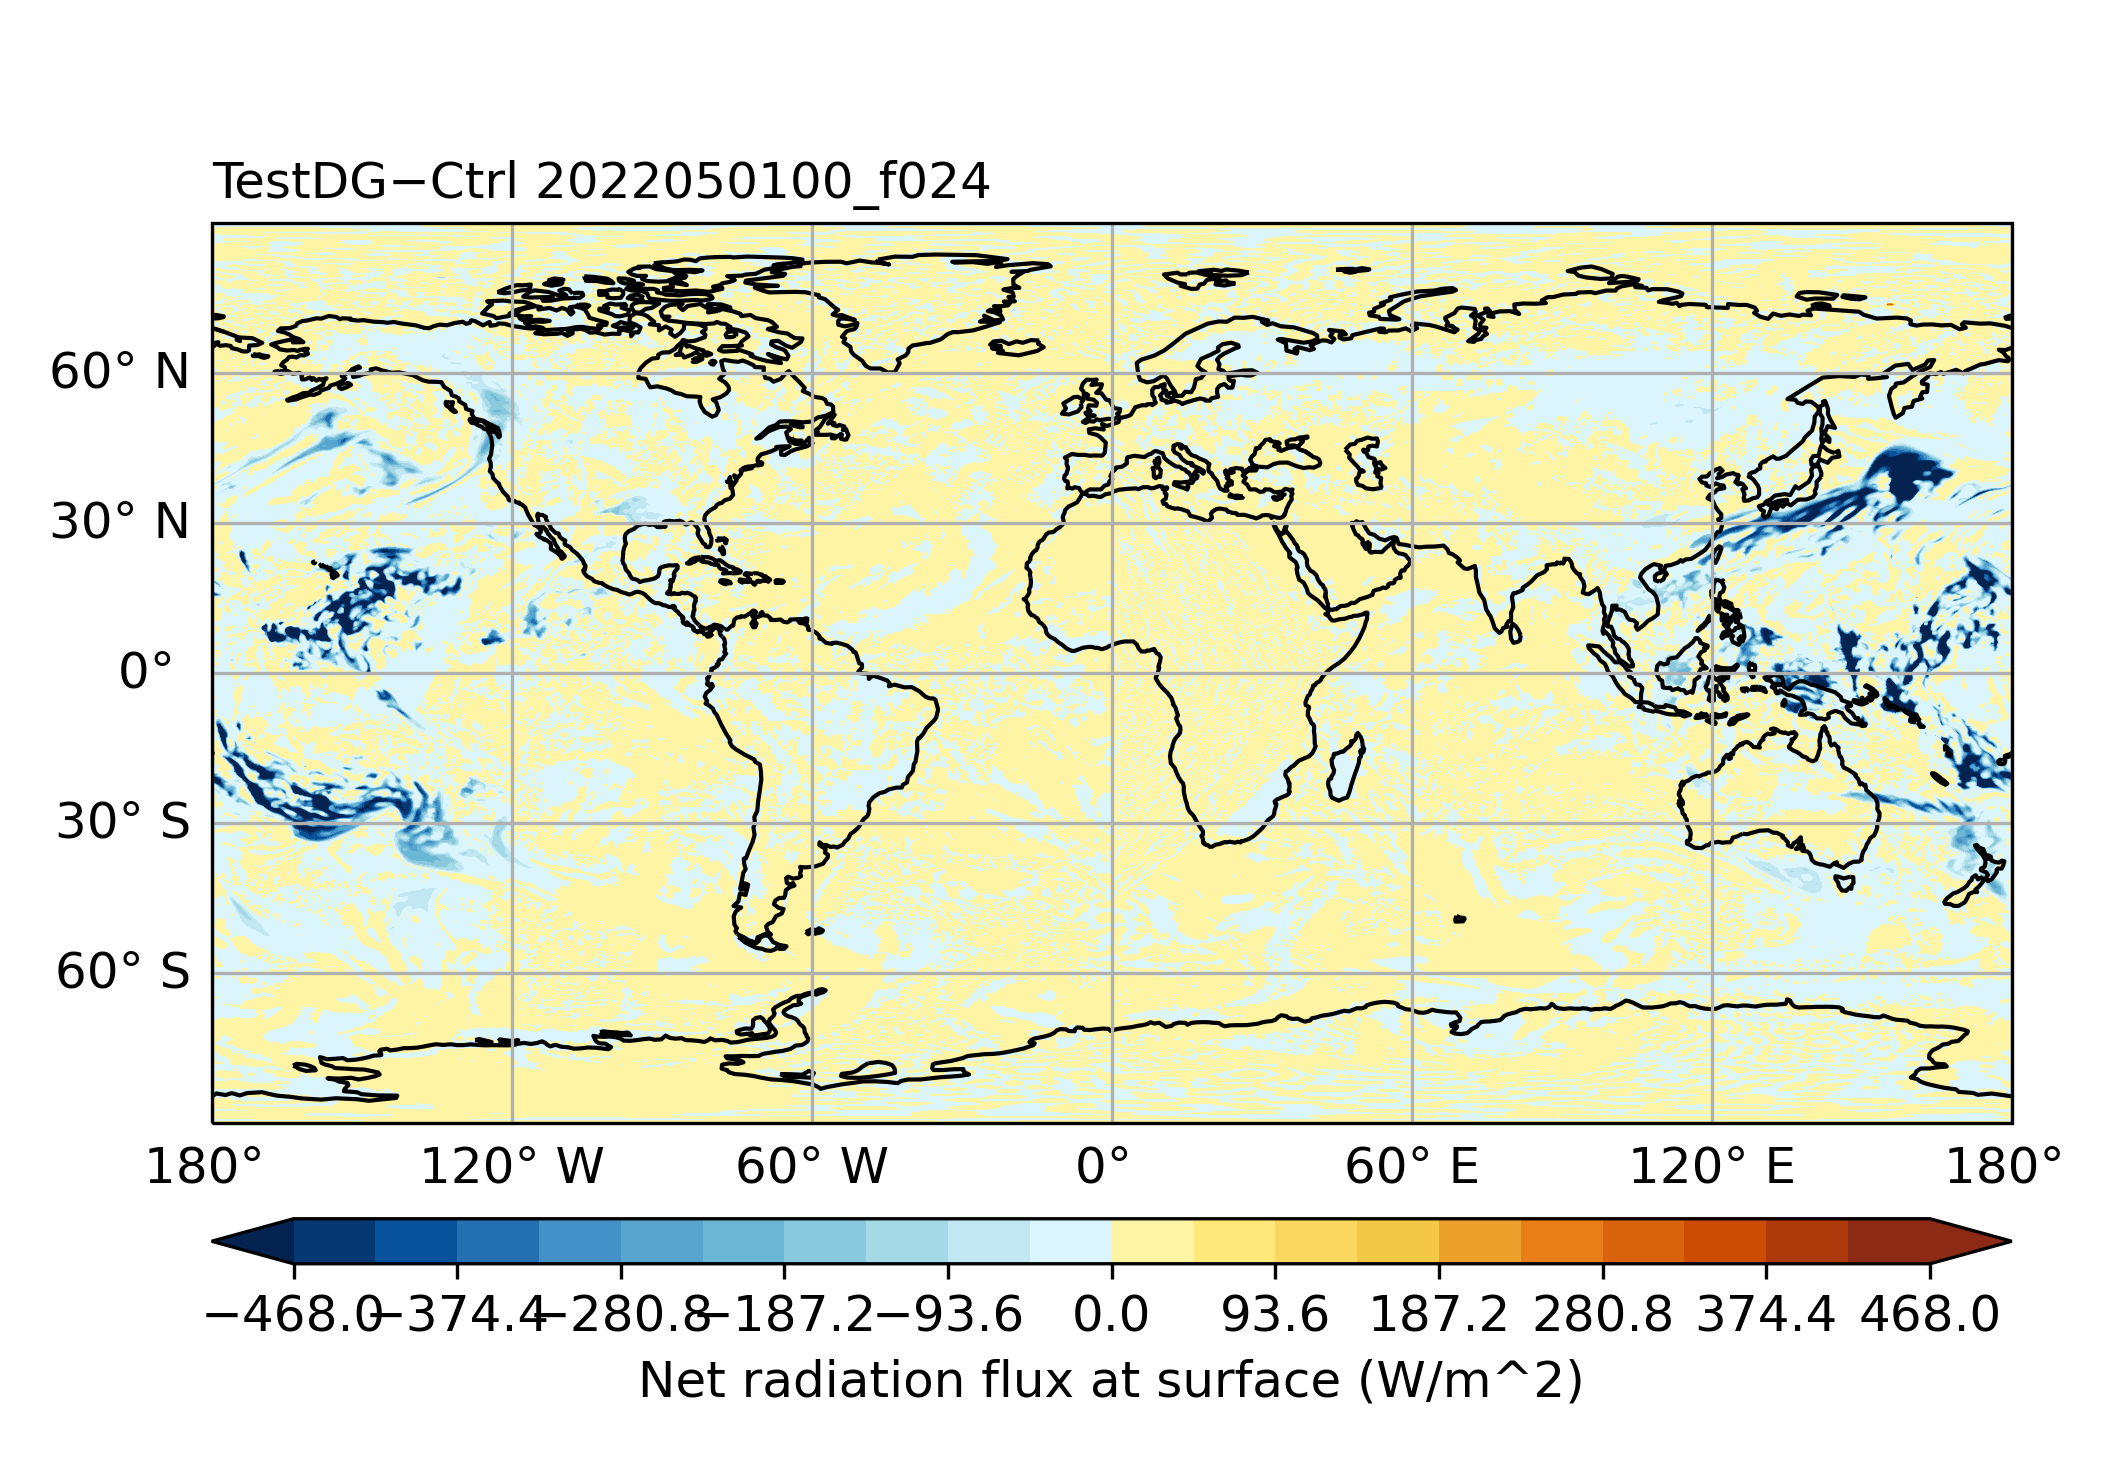 TestDG−Ctrl 2022050100_f024
60° N
30° N
0°
30° S
60° S
180° 120° W 60° W 0° 60° E 120° E 180°
−468.0 −374.4 −280.8 −187.2 −93.6 0.0 93.6 187.2 280.8 374.4 468.0
Net radiation flux at surface (W/m^2)